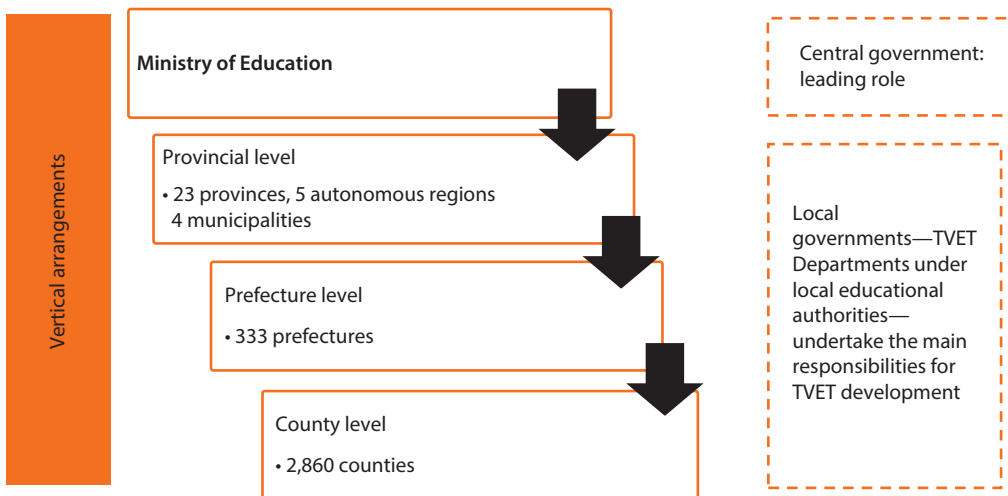 Vertical arrangements
Ministry of Education
Provincial level
• 23 provinces, 5 autonomous regions
4 municipalities
Prefecture level
• 333 prefectures
County level
• 2,860 counties
Central government:
leading role
Local
governments—TVET
Departments under
local educational
authorities—
undertake the main
responsibilities for
TVET development